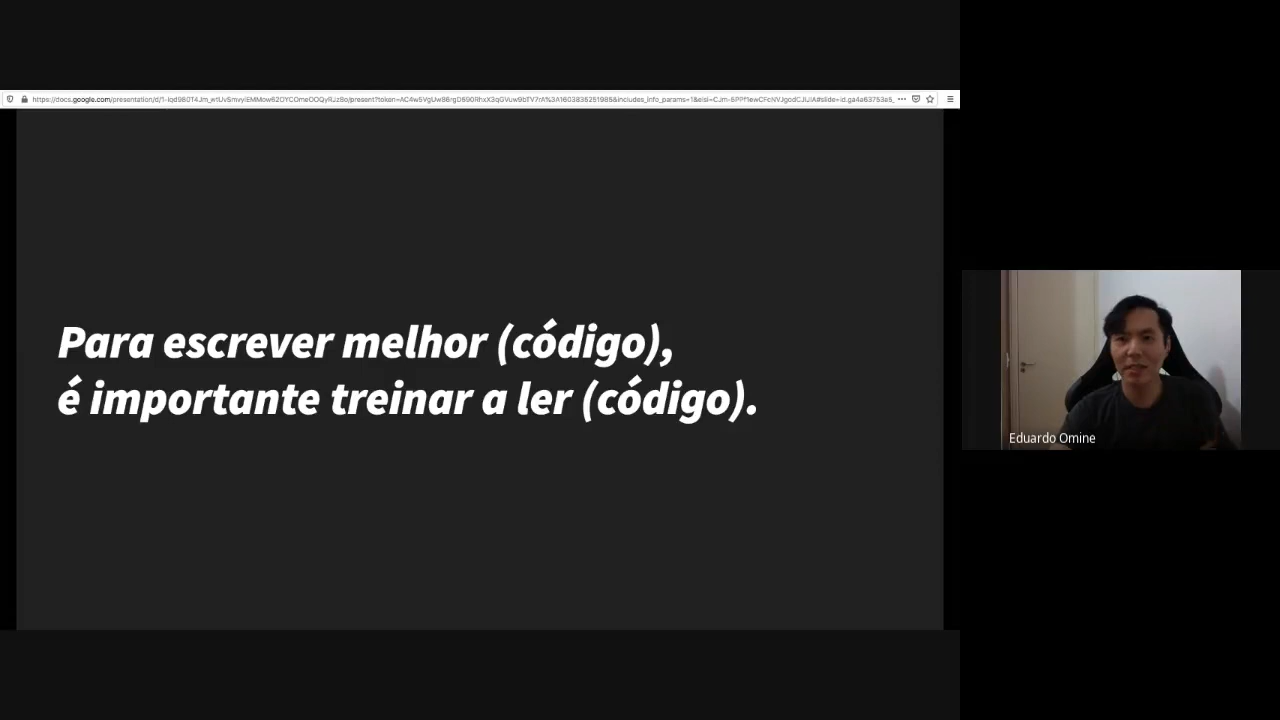 Para escrever melhor (código),
é importante treinar a ler (código).
Eduardo Omine